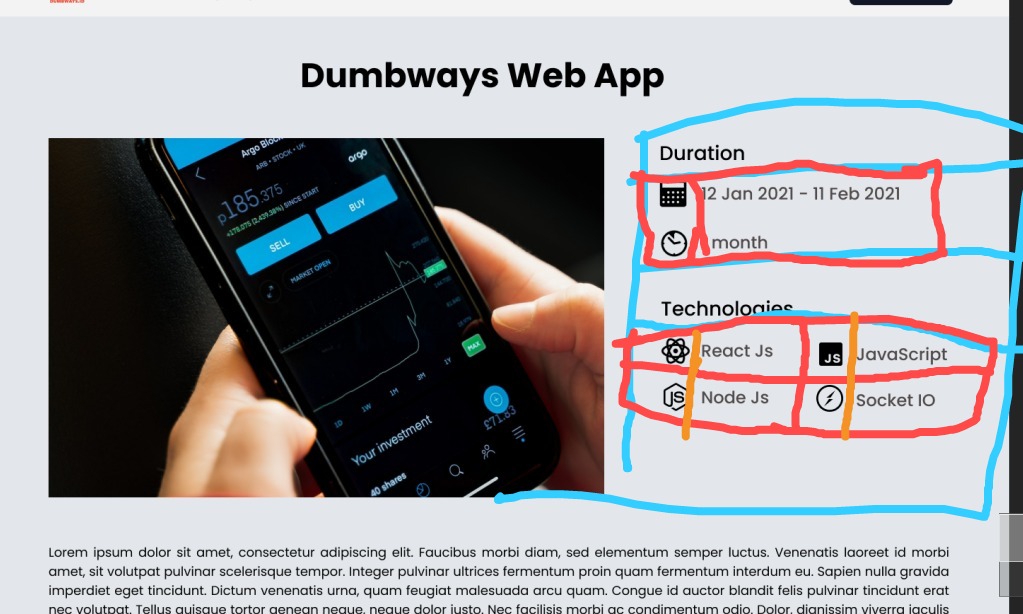 DUMBWAYS.ID
Dumbways Web App
Argo Block
ARB • STOCK • UK
argo
p185.375
SINCE START
SELL
BUY
MARKET OPEN
MAX
1D
1W
1M
3M
1Y
Your investment
£71.83
40 shares
Duration
12 Jan 2021 - 11 Feb 2021
month
Technologies
React Js
JS
JavaScript
JS
Node Js
Socket IO
Lorem ipsum dolor sit amet, consectetur adipiscing elit. Faucibus morbi diam, sed elementum semper luctus. Venenatis laoreet id morbi
amet, sit volutpat pulvinar scelerisque tempor. Integer pulvinar ultrices fermentum proin quam fermentum interdum eu. Sapien nulla gravida
imperdiet eget tincidunt. Dictum venenatis urna, quam feugiat malesuada arcu quam. Congue id auctor blandit felis pulvinar tincidunt erat
nec volutpat. Tellus quisque tortor aenean neque, neque dolor justo. Nec facilisis morbi ac condimentum odio. Dolor, dignissim viverra iaculis